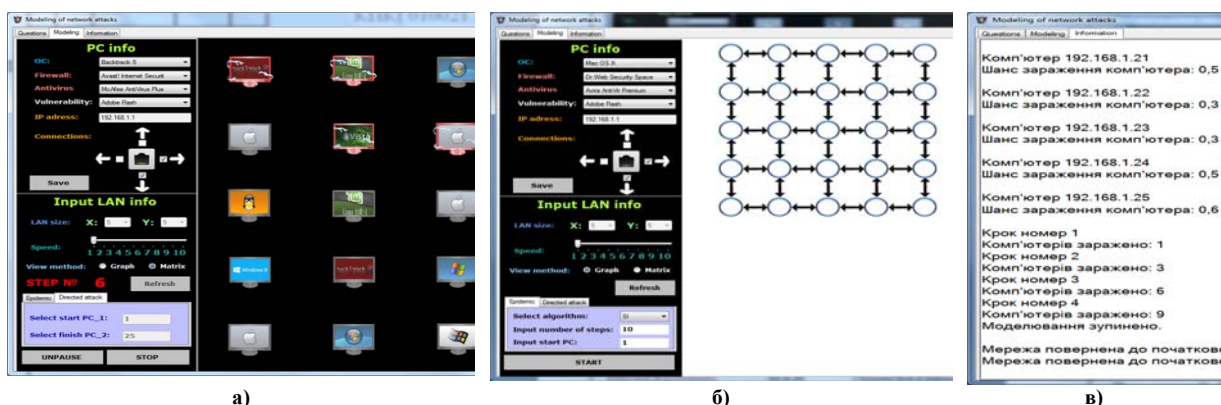 Modeling of network attacks
Questions Modeling Information
PC info
ОС: Backtrack 5
Firewall: Avast! Internet Securit
Antivirus McAfee AntiVirus Plus
Vulnerability: Adobe Flash
IP adress: 192.168.1.1
Connections:
Save
Input LAN info
LAN size: X: 5 Y: 5
Speed:
1 2 3 4 5 6 7 8 9 10
View method: Graph Matrix
STEP № 6 Refresh
Epidemic Directed attack
Select start PC_1: 1
Select finish PC_2: 25
UNPAUSE STOP
Windows 8
а)
Modeling of network attacks
Questions Modeling Information
PC info
ОС: Mac OS X
Firewall: Dr.Web Security Space
Antivirus Avira AntiVir Premium
Vulnerability: Adobe Flash
IP adress: 192.168.1.1
Connections:
Save
Input LAN info
LAN size: X: 5 Y: 5
Speed:
1 2 3 4 5 6 7 8 9 10
View method: Graph Matrix
Refresh
Epidemic Directed attack
Select algorithm: SI
Input number of steps: 10
Input start PC: 1
START
б)
Modeling of network attacks
Questions Modeling Information
Комп'ютер 192.168.1.21
Шанс зараження комп'ютера: 0,5
Комп'ютер 192.168.1.22
Шанс зараження комп'ютера: 0,3
Комп'ютер 192.168.1.23
Шанс зараження комп'ютера: 0,3
Комп'ютер 192.168.1.24
Шанс зараження комп'ютера: 0,5
Комп'ютер 192.168.1.25
Шанс зараження комп'ютера: 0,6
Крок номер 1
Комп'ютерів заражено: 1
Крок номер 2
Комп'ютерів заражено: 3
Крок номер 3
Комп'ютерів заражено: 6
Крок номер 4
Комп'ютерів заражено: 9
Моделювання зупинено.
Мережа повернена до початково
Мережа повернена до початково
в)